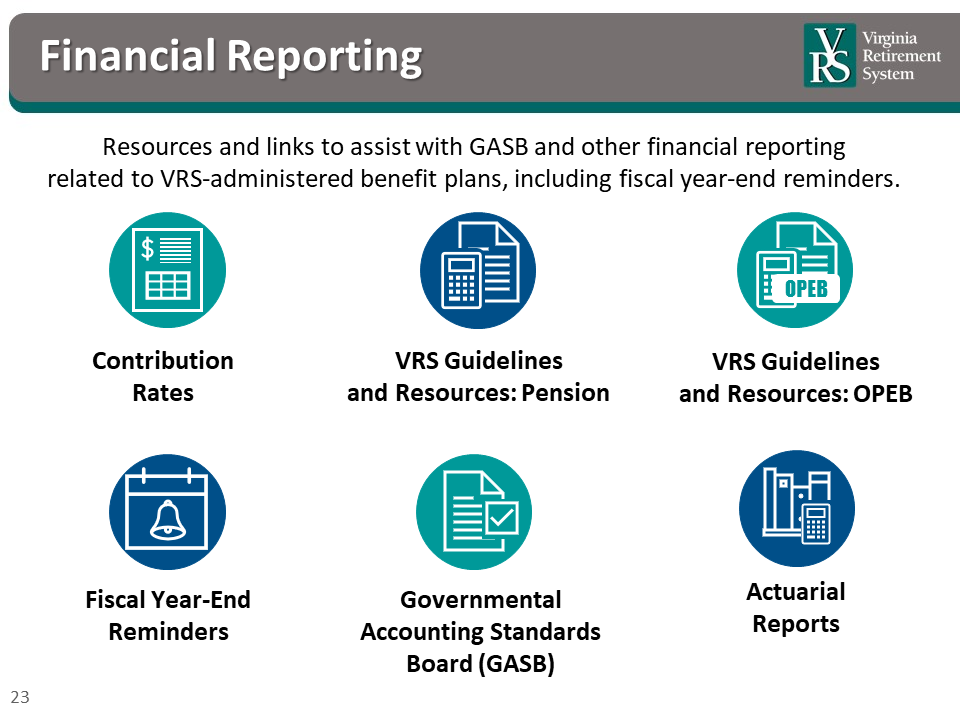 Financial Reporting
VRS
Virginia
Retirement
System
Resources and links to assist with GASB and other financial reporting
related to VRS-administered benefit plans, including fiscal year-end reminders.
$
OPEB
Contribution
Rates
VRS Guidelines
and Resources: Pension
VRS Guidelines
and Resources: OPEB
Fiscal Year-End
Reminders
Governmental
Accounting Standards
Board (GASB)
Actuarial
Reports
23